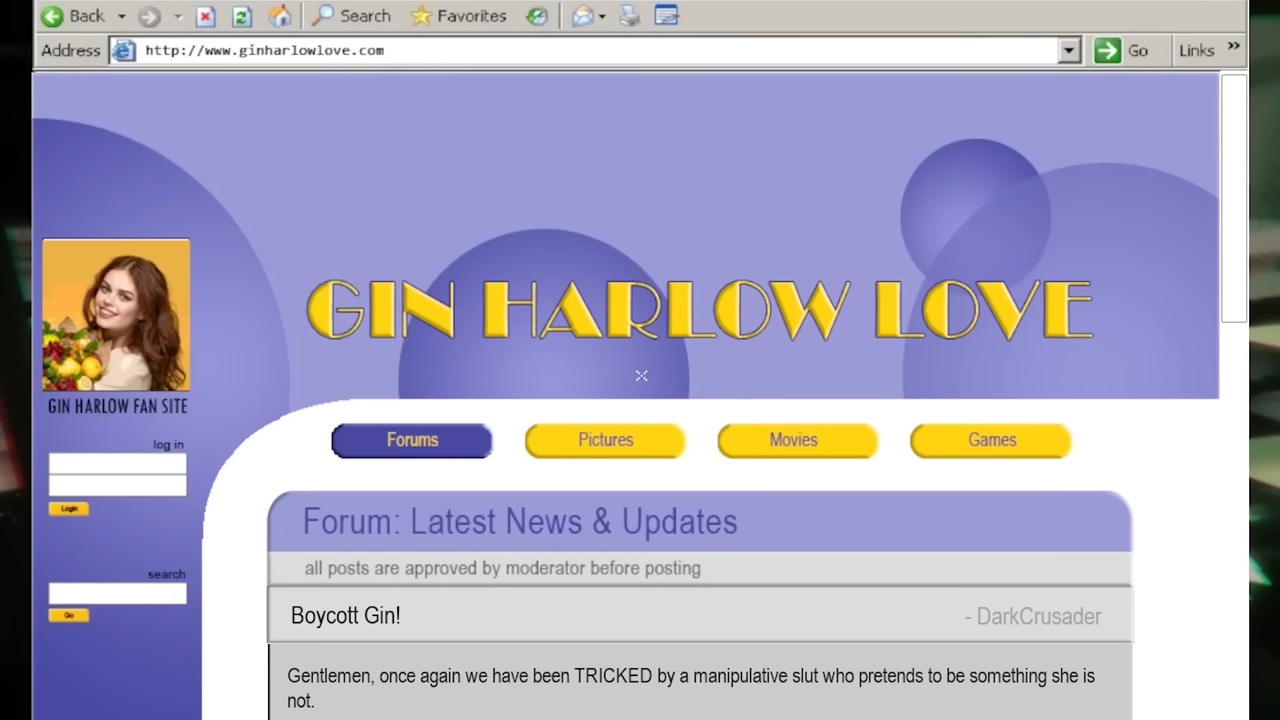 Back Search Favorites
Address http://www.ginharlowlove.com Go Links »
GIN HARLOW LOVE
GIN HARLOW FAN SITE
log in
Login
search
Go
Forums Pictures Movies Games
Forum: Latest News & Updates
all posts are approved by moderator before posting
Boycott Gin! - DarkCrusader
Gentlemen, once again we have been TRICKED by a manipulative slut who pretends to be something she is
not.